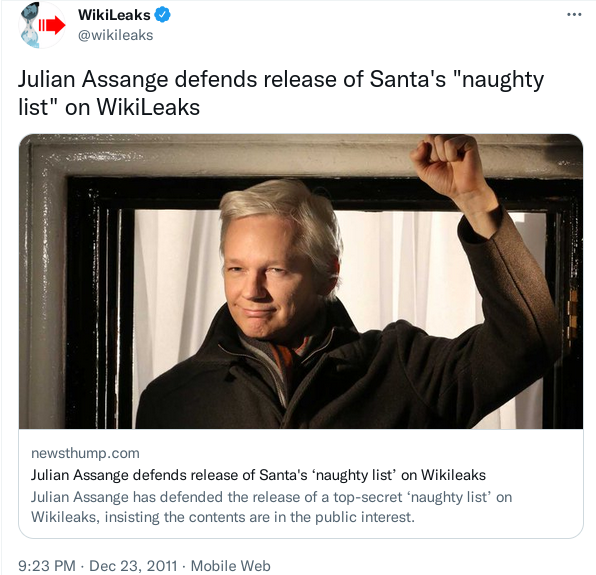 WikiLeaks
@wikileaks
Julian Assange defends release of Santa's "naughty
list" on WikiLeaks
newsthump.com
Julian Assange defends release of Santa's ‘naughty list’ on Wikileaks
Julian Assange has defended the release of a top-secret ‘naughty list’ on
Wikileaks, insisting the contents are in the public interest.
9:23 PM · Dec 23, 2011 · Mobile Web